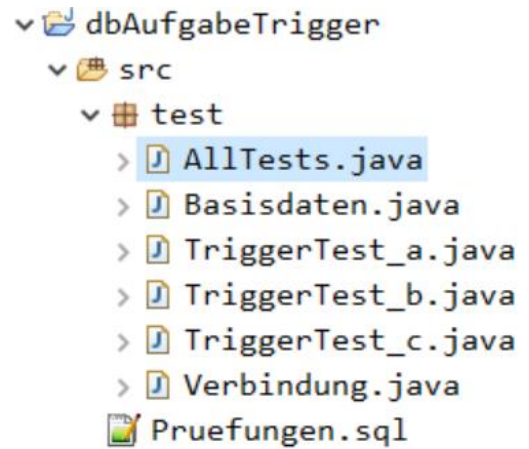 dbAufgabeTrigger
src
test
AllTests.java
Basisdaten.java
TriggerTest_a.java
TriggerTest_b.java
TriggerTest_c.java
Verbindung.java
Pruefungen.sql